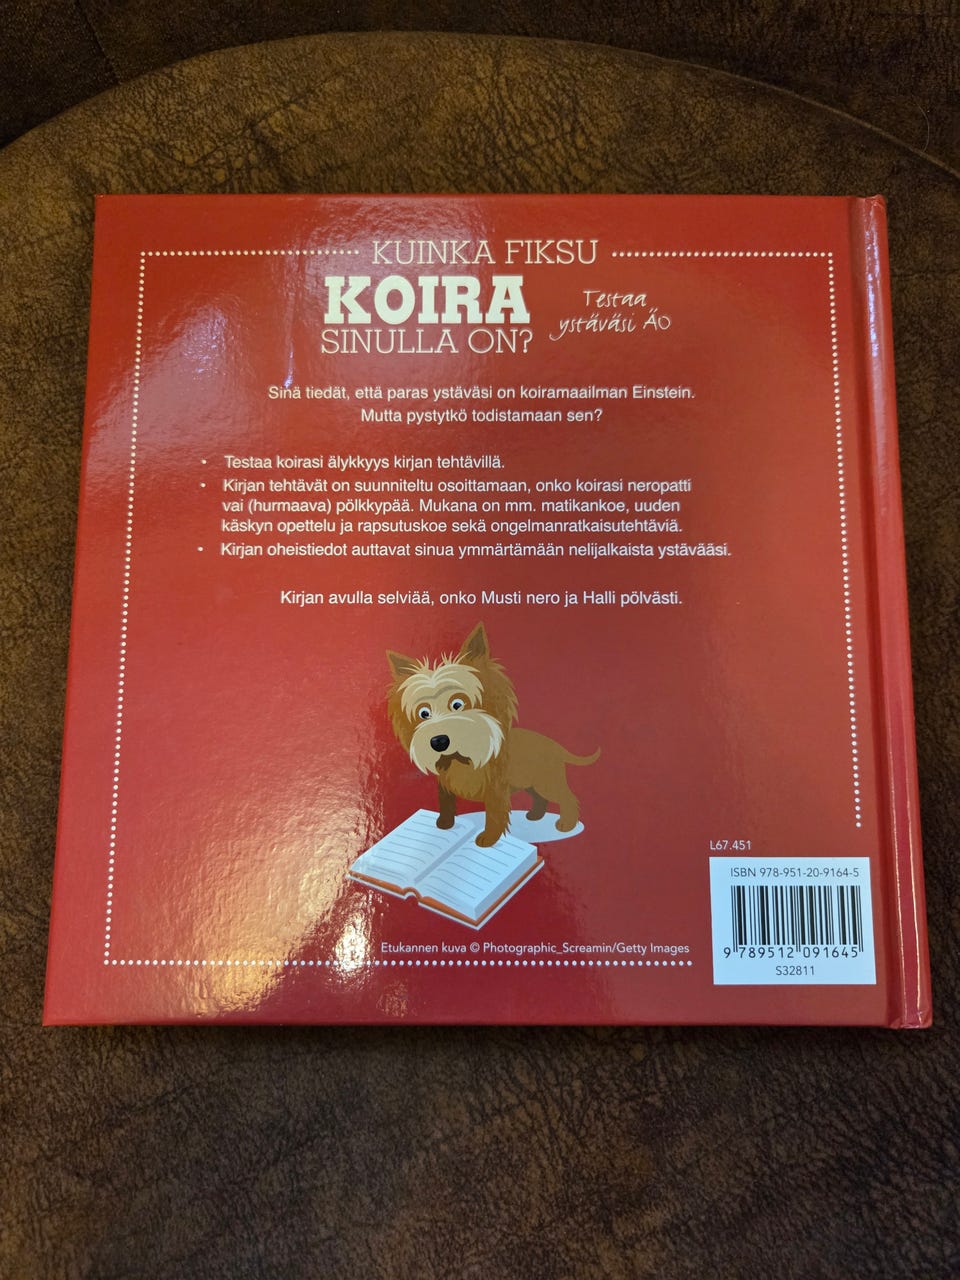 KUINKA FIKSU
KOIRA
SINULLA ON?
Testaa
ystäväsi ÄO
Sinä tiedät, että paras ystäväsi on koiramaailman Einstein.
Mutta pystytkö todistamaan sen?
• Testaa koirasi älykkyys kirjan tehtävillä.
• Kirjan tehtävät on suunniteltu osoittamaan, onko koirasi neropatti
vai (hurmaava) pölkkypää. Mukana on mm. matikankoe, uuden
käskyn opettelu ja rapsutuskoe sekä ongelmanratkaisutehtäviä.
• Kirjan oheistiedot auttavat sinua ymmärtämään nelijalkaista ystävääsi.
Kirjan avulla selviää, onko Musti nero ja Halli pölvästi.
Etukannen kuva © Photographic_Screamin/Getty Images
L67.451
ISBN 978-951-20-9164-5
9 789512 091645
S32811